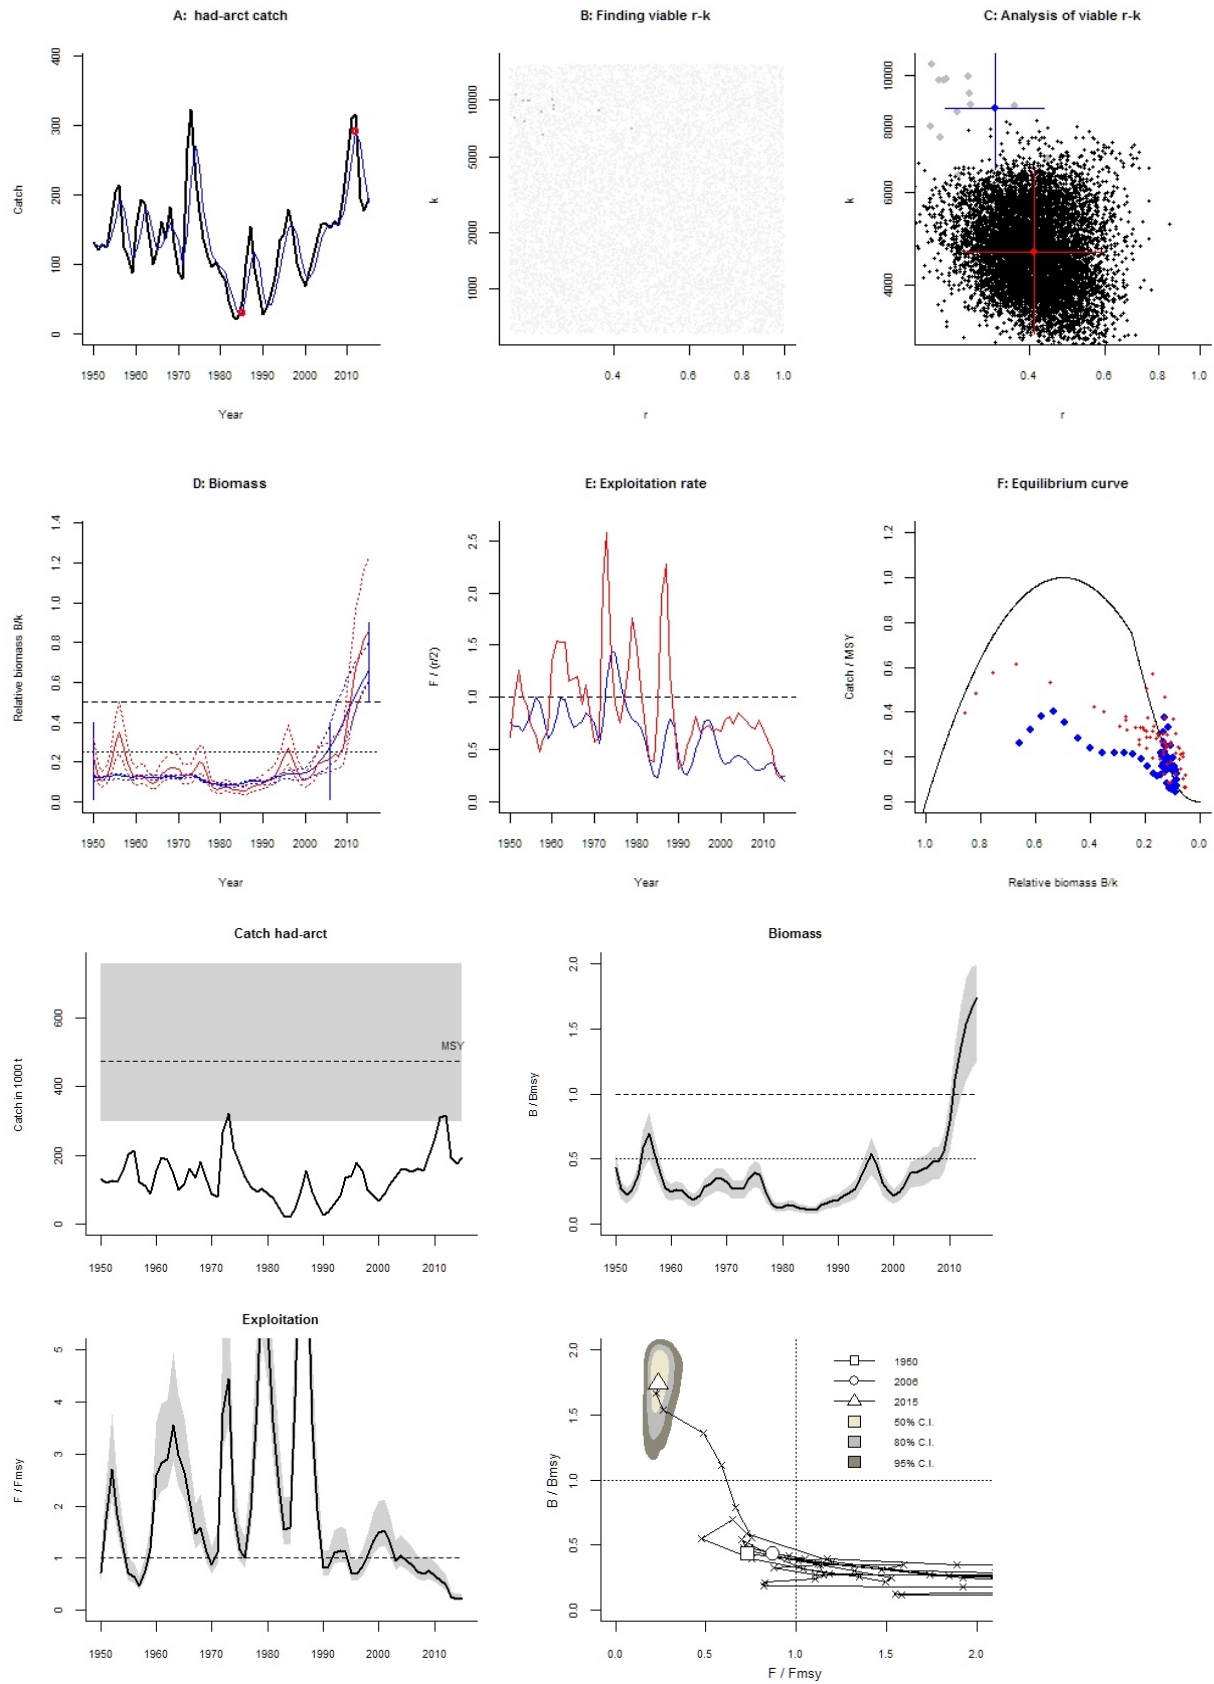 A: had-arct catch
Catch
400
300
200
100
0
1950 1960 1970 1980 1990 2000 2010
Year
B: Finding viable r-k
k
10000
5000
2000
1000
0.4 0.6 0.8 1.0
r
C: Analysis of viable r-k
k
10000
8000
6000
4000
0.4 0.6 0.8 1.0
r
D: Biomass
Relative biomass B/k
1.4
1.2
1.0
0.8
0.6
0.4
0.2
0.0
1950 1960 1970 1980 1990 2000 2010
Year
E: Exploitation rate
F / (r/2)
2.5
2.0
1.5
1.0
0.5
0.0
1950 1960 1970 1980 1990 2000 2010
Year
F: Equilibrium curve
Catch / MSY
1.2
1.0
0.8
0.6
0.4
0.2
0.0
1.0 0.8 0.6 0.4 0.2 0.0
Relative biomass B/k
Catch had-arct
Catch in 1000 t
600
400
200
0
MSY
1950 1960 1970 1980 1990 2000 2010
Biomass
B / Bmsy
2.0
1.5
1.0
0.5
0.0
1950 1960 1970 1980 1990 2000 2010
Exploitation
F / Fmsy
5
4
3
2
1
0
1950 1960 1970 1980 1990 2000 2010
B / Bmsy
2.0
1.5
1.0
0.5
0.0
1950
2006
2015
50% C.I.
80% C.I.
95% C.I.
0.0 0.5 1.0 1.5 2.0
F / Fmsy